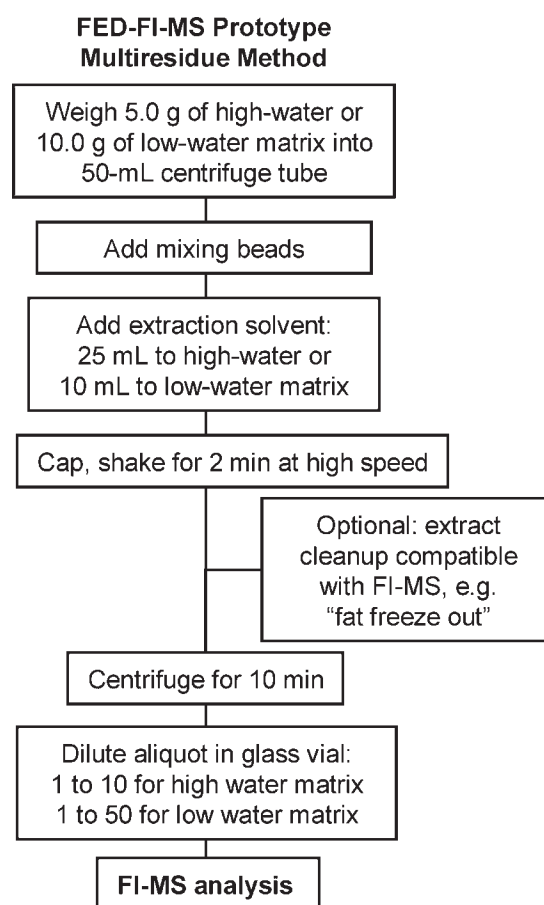 FED-FI-MS Prototype
Multiresidue Method
Weigh 5.0 g of high-water or
10.0 g of low-water matrix into
50-mL centrifuge tube
Add mixing beads
Add extraction solvent:
25 mL to high-water or
10 mL to low-water matrix
Cap, shake for 2 min at high speed
Optional: extract
cleanup compatible
with FI-MS, e.g.
“fat freeze out”
Centrifuge for 10 min
Dilute aliquot in glass vial:
1 to 10 for high water matrix
1 to 50 for low water matrix
FI-MS analysis